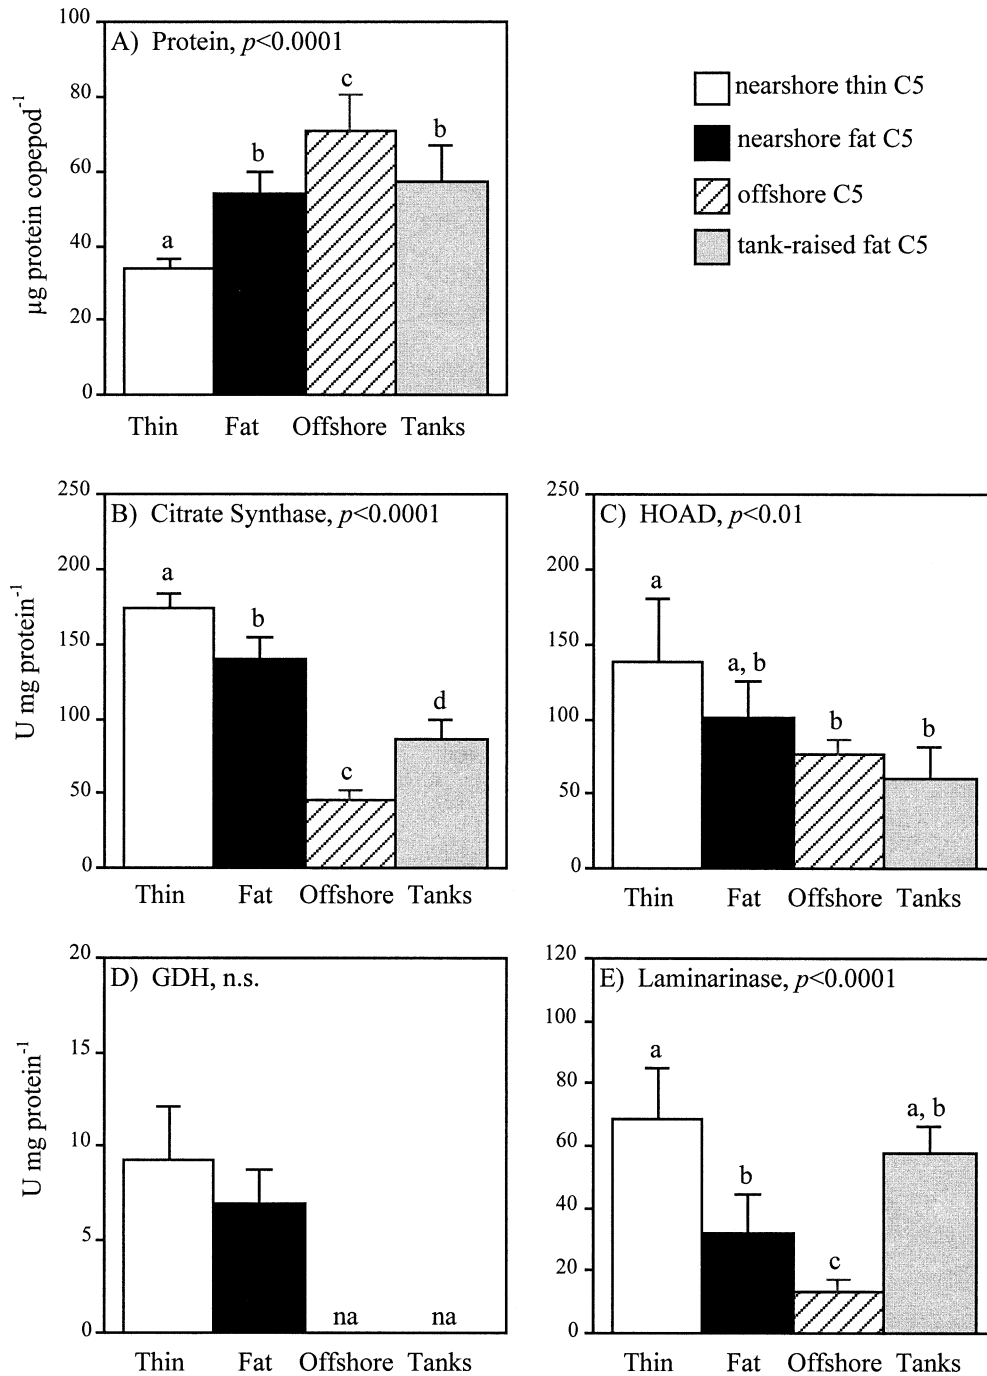 A) Protein, p<0.0001
µg protein copepod⁻¹
100
80
60
40
20
0
a
b
c
b
Thin Fat Offshore Tanks
nearshore thin C5
nearshore fat C5
offshore C5
tank-raised fat C5
B) Citrate Synthase, p<0.0001
U mg protein⁻¹
250
200
150
100
50
0
a
b
c
d
Thin Fat Offshore Tanks
C) HOAD, p<0.01
250
200
150
100
50
0
a
a, b
b
b
Thin Fat Offshore Tanks
D) GDH, n.s.
U mg protein⁻¹
20
15
10
5
0
na
na
Thin Fat Offshore Tanks
E) Laminarinase, p<0.0001
120
100
80
60
40
20
0
a
b
c
a, b
Thin Fat Offshore Tanks